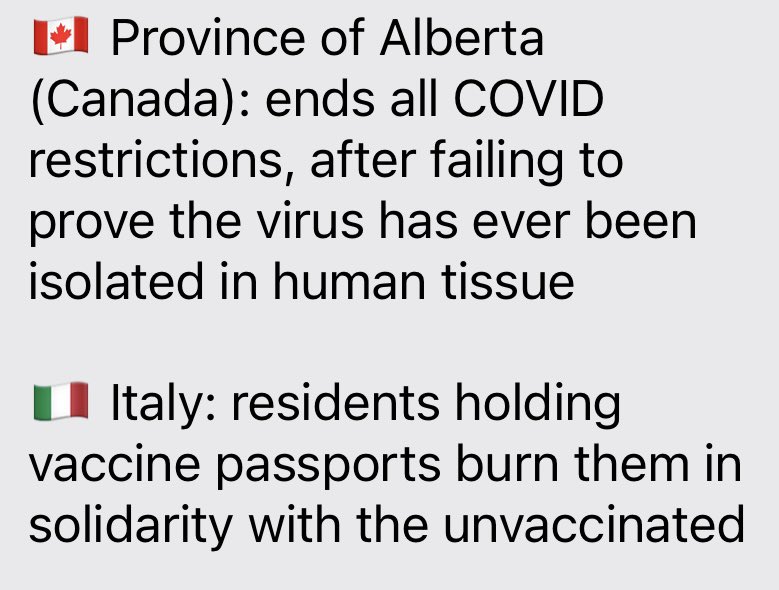 🇨🇦 Province of Alberta
(Canada): ends all COVID
restrictions, after failing to
prove the virus has ever been
isolated in human tissue
🇮🇹 Italy: residents holding
vaccine passports burn them in
solidarity with the unvaccinated